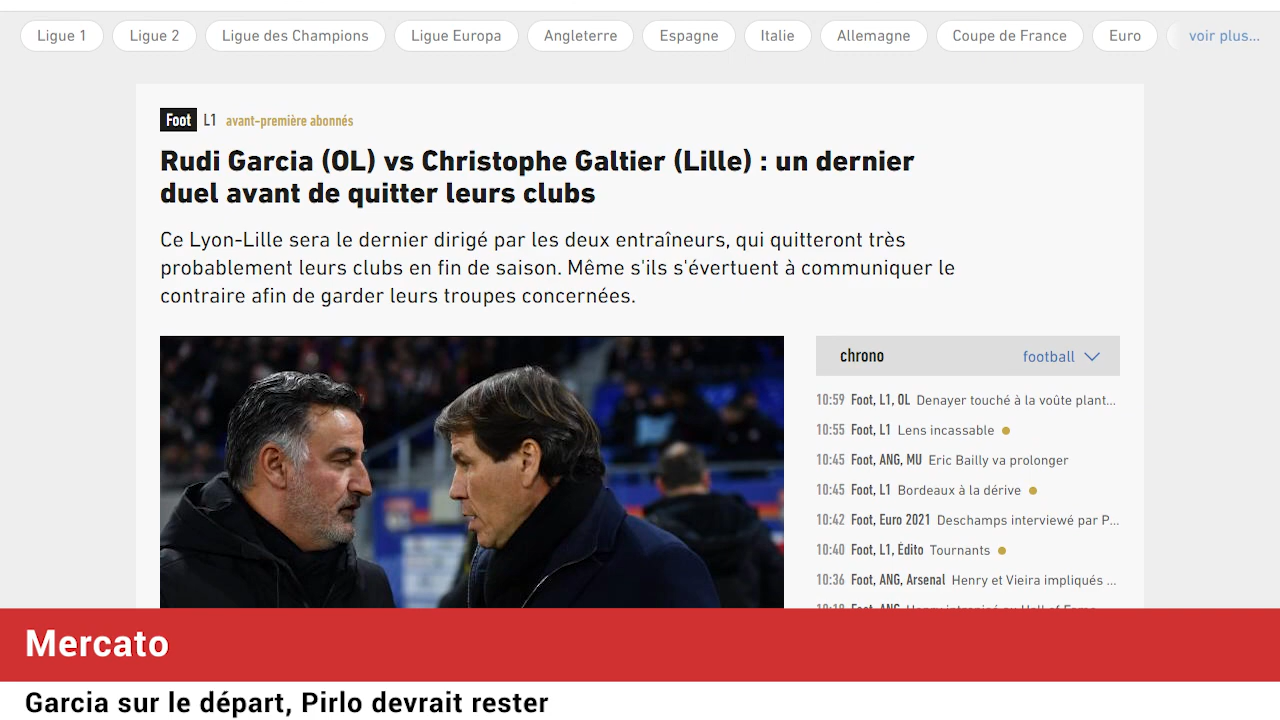 Ligue 1 Ligue 2 Ligue des Champions Ligue Europa Angleterre Espagne Italie Allemagne Coupe de France Euro voir plus...
Foot L1 avant-première abonnés
Rudi Garcia (OL) vs Christophe Galtier (Lille) : un dernier
duel avant de quitter leurs clubs
Ce Lyon-Lille sera le dernier dirigé par les deux entraîneurs, qui quitteront très
probablement leurs clubs en fin de saison. Même s'ils s'évertuent à communiquer le
contraire afin de garder leurs troupes concernées.
chrono football
10:59 Foot, L1, OL Denayer touché à la voûte plant...
10:55 Foot, L1 Lens incassable
10:45 Foot, ANG, MU Eric Bailly va prolonger
10:45 Foot, L1 Bordeaux à la dérive
10:42 Foot, Euro 2021 Deschamps interviewé par P...
10:40 Foot, L1, Édito Tournants
10:36 Foot, ANG, Arsenal Henry et Vieira impliqués ...
Mercato
Garcia sur le départ, Pirlo devrait rester